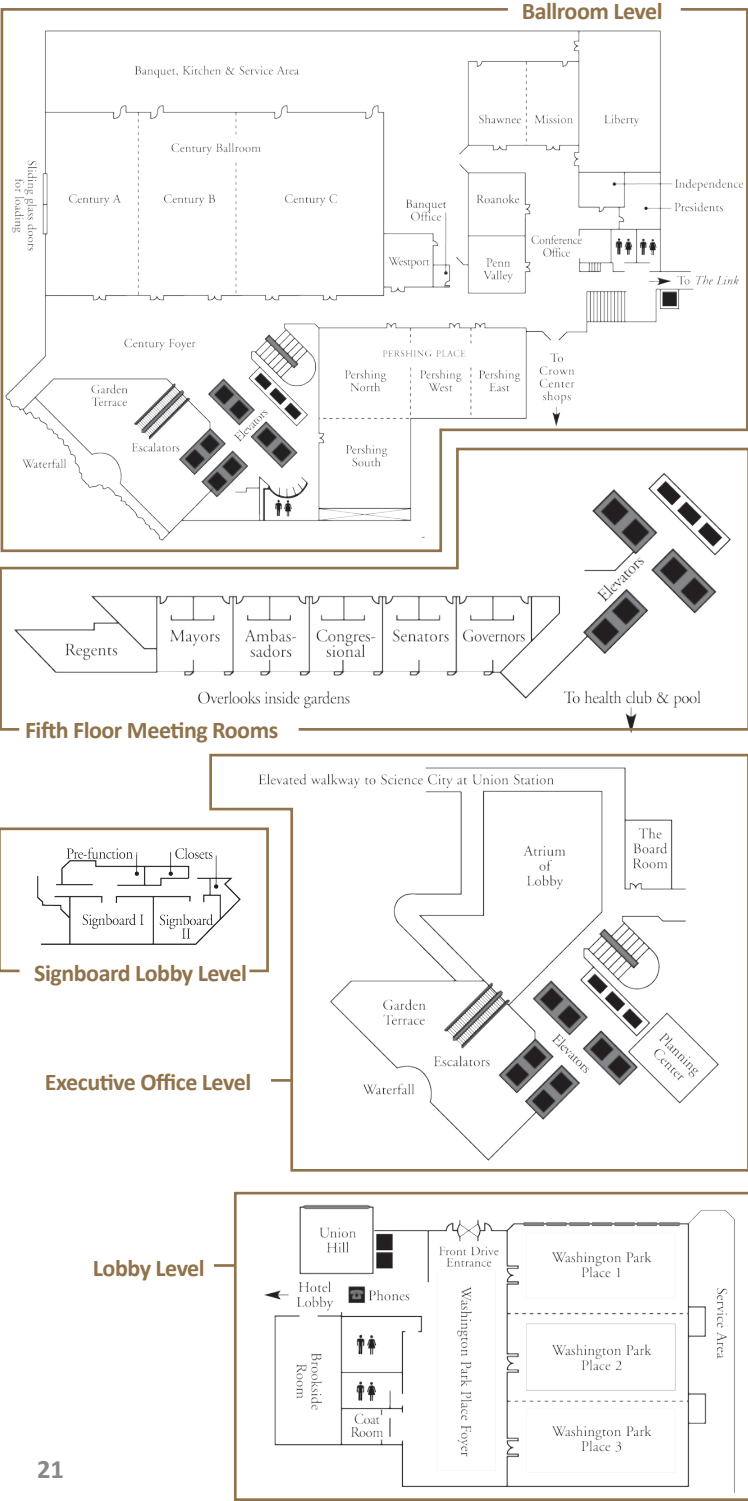 Ballroom Level
Banquet, Kitchen & Service Area
Shawnee
Mission
Liberty
Century Ballroom
Sliding glass doors
for loading
Century A
Century B
Century C
Banquet
Office
Roanoke
Independence
Presidents
Westport
Penn
Valley
Conference
Office
To The Link
Century Foyer
PERSHING PLACE
To
Crown
Center
shops
Pershing
North
Pershing
West
Pershing
East
Garden
Terrace
Escalators
Elevators
Waterfall
Pershing
South
Elevators
Regents
Mayors
Ambas-
sadors
Congres-
sional
Senators
Governors
Overlooks inside gardens
To health club & pool
Fifth Floor Meeting Rooms
Elevated walkway to Science City at Union Station
The
Board
Room
Atrium
of
Lobby
Pre-function
Closets
Signboard I
Signboard
II
Signboard Lobby Level
Garden
Terrace
Escalators
Elevators
Planning
Center
Waterfall
Executive Office Level
Lobby Level
Union
Hill
Front Drive
Entrance
Hotel
Lobby
Phones
Washington Park
Place 1
Washington Park Place Foyer
Service Area
Brookside
Room
Washington Park
Place 2
Coat
Room
Washington Park
Place 3
21